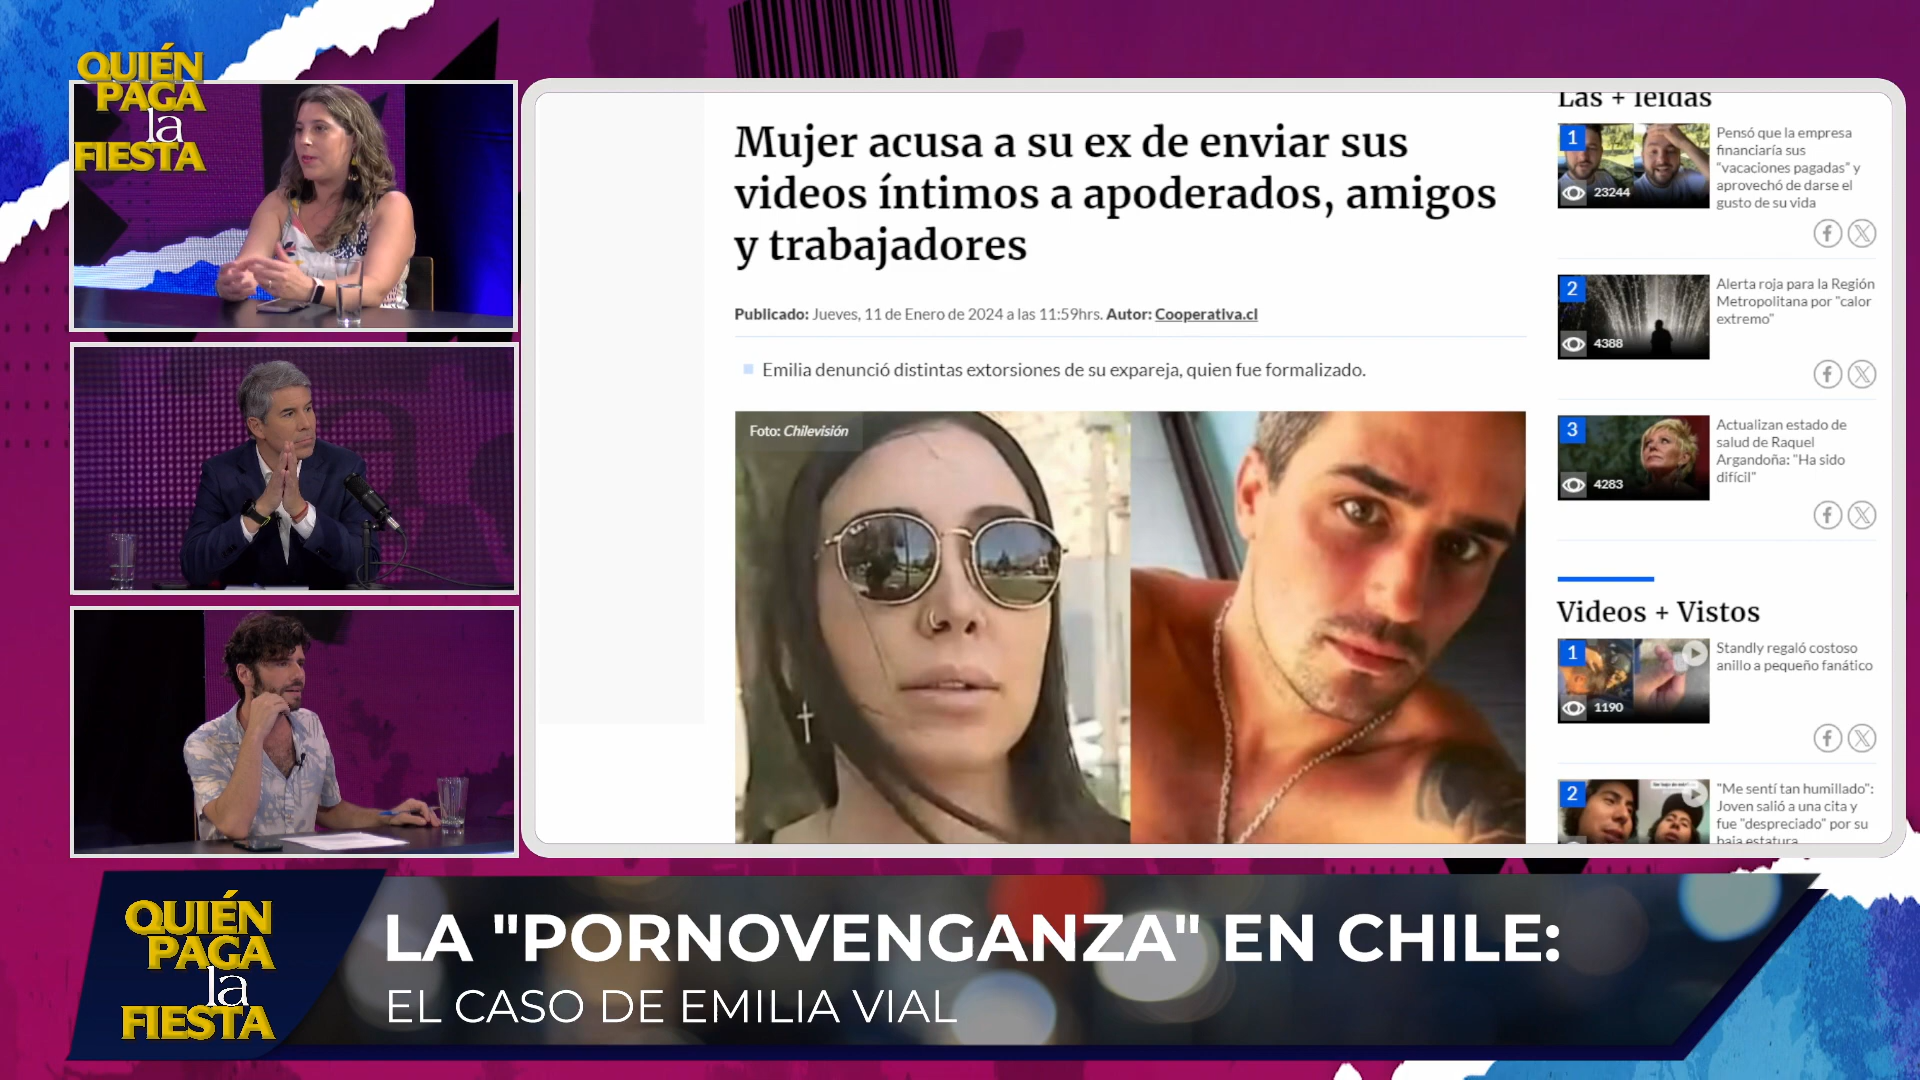 QUIÉN
PAGA
la
FIESTA
Mujer acusa a su ex de enviar sus
videos íntimos a apoderados, amigos
y trabajadores
Publicado: Jueves, 11 de Enero de 2024 a las 11:59hrs. Autor: Cooperativa.cl
Emilia denunció distintas extorsiones de su expareja, quien fue formalizado.
Foto: Chilevisión
Las + leídas
1
23244
Pensó que la empresa
financiaría sus
"vacaciones pagadas" y
aprovechó de darse el
gusto de su vida
2
4388
Alerta roja para la Región
Metropolitana por "calor
extremo"
3
4283
Actualizan estado de
salud de Raquel
Argandoña: "Ha sido
difícil"
Videos + Vistos
1
1190
Standly regaló costoso
anillo a pequeño fanático
2
"Me sentí tan humillado":
Joven salió a una cita y
fue "despreciado" por su
baja estatura
QUIÉN
PAGA
la
FIESTA
LA "PORNOVENGANZA" EN CHILE:
EL CASO DE EMILIA VIAL